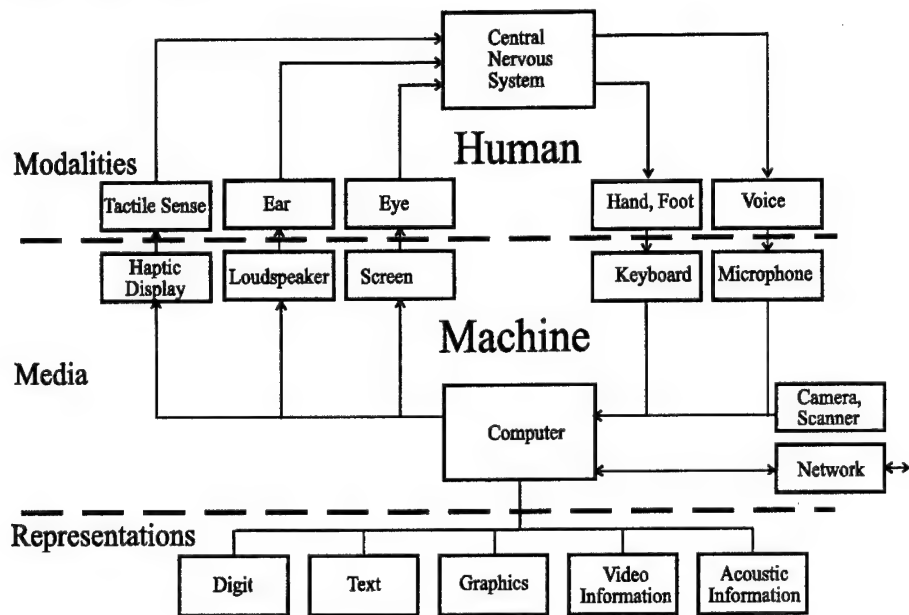 Central
Nervous
System
Human
Modalities
Tactile Sense
Ear
Eye
Hand, Foot
Voice
Haptic
Display
Loudspeaker
Screen
Keyboard
Microphone
Machine
Media
Camera,
Scanner
Computer
Network
Representations
Digit
Text
Graphics
Video
Information
Acoustic
Information